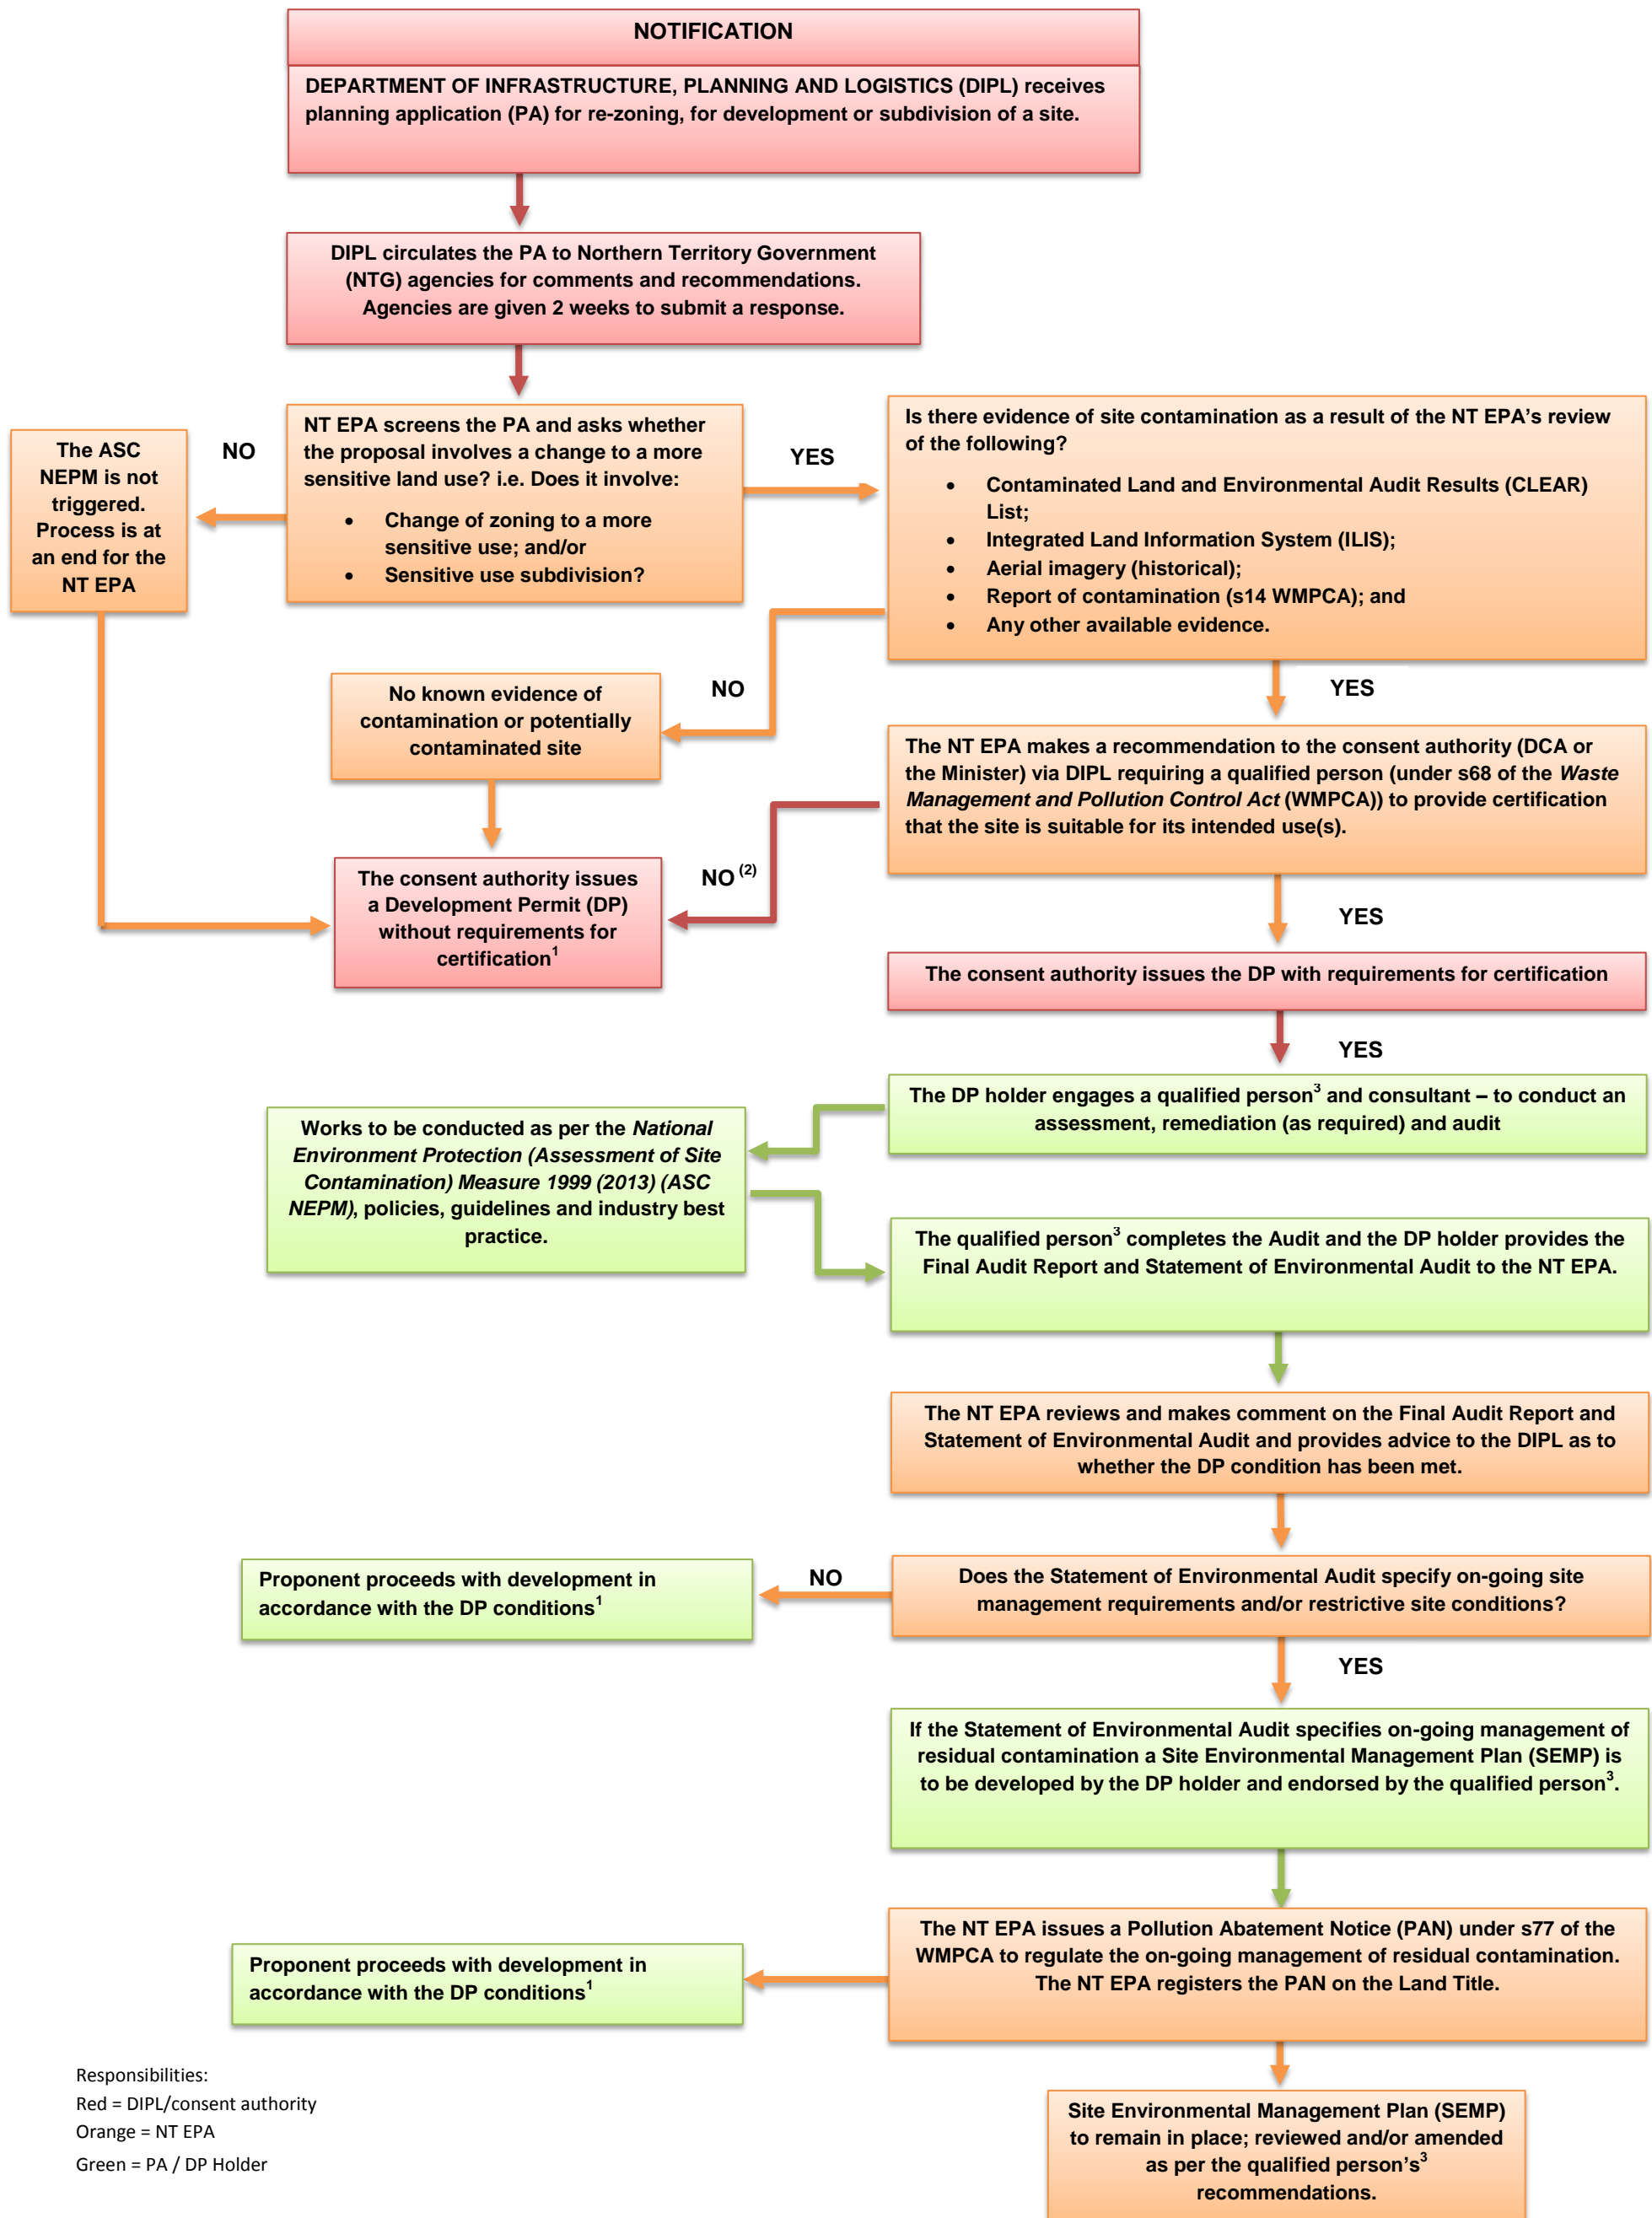 NOTIFICATION
DEPARTMENT OF INFRASTRUCTURE, PLANNING AND LOGISTICS (DIPL) receives
planning application (PA) for re-zoning, for development or subdivision of a site.
DIPL circulates the PA to Northern Territory Government
(NTG) agencies for comments and recommendations.
Agencies are given 2 weeks to submit a response.
The ASC
NEPM is not
triggered.
Process is at
an end for the
NT EPA
NO
NT EPA screens the PA and asks whether
the proposal involves a change to a more
sensitive land use? i.e. Does it involve:
• Change of zoning to a more
sensitive use; and/or
• Sensitive use subdivision?
YES
Is there evidence of site contamination as a result of the NT EPA’s review
of the following?
• Contaminated Land and Environmental Audit Results (CLEAR)
List;
• Integrated Land Information System (ILIS);
• Aerial imagery (historical);
• Report of contamination (s14 WMPCA); and
• Any other available evidence.
NO
YES
No known evidence of
contamination or potentially
contaminated site
The NT EPA makes a recommendation to the consent authority (DCA or
the Minister) via DIPL requiring a qualified person (under s68 of the Waste
Management and Pollution Control Act (WMPCA)) to provide certification
that the site is suitable for its intended use(s).
NO (2)
YES
The consent authority issues
a Development Permit (DP)
without requirements for
certification1
The consent authority issues the DP with requirements for certification
YES
The DP holder engages a qualified person3 and consultant – to conduct an
assessment, remediation (as required) and audit
Works to be conducted as per the National
Environment Protection (Assessment of Site
Contamination) Measure 1999 (2013) (ASC
NEPM), policies, guidelines and industry best
practice.
The qualified person3 completes the Audit and the DP holder provides the
Final Audit Report and Statement of Environmental Audit to the NT EPA.
The NT EPA reviews and makes comment on the Final Audit Report and
Statement of Environmental Audit and provides advice to the DIPL as to
whether the DP condition has been met.
Does the Statement of Environmental Audit specify on-going site
management requirements and/or restrictive site conditions?
NO
Proponent proceeds with development in
accordance with the DP conditions1
YES
If the Statement of Environmental Audit specifies on-going management of
residual contamination a Site Environmental Management Plan (SEMP) is
to be developed by the DP holder and endorsed by the qualified person3.
The NT EPA issues a Pollution Abatement Notice (PAN) under s77 of the
WMPCA to regulate the on-going management of residual contamination.
The NT EPA registers the PAN on the Land Title.
Proponent proceeds with development in
accordance with the DP conditions1
Site Environmental Management Plan (SEMP)
to remain in place; reviewed and/or amended
as per the qualified person’s3
recommendations.
Responsibilities:
Red = DIPL/consent authority
Orange = NT EPA
Green = PA / DP Holder